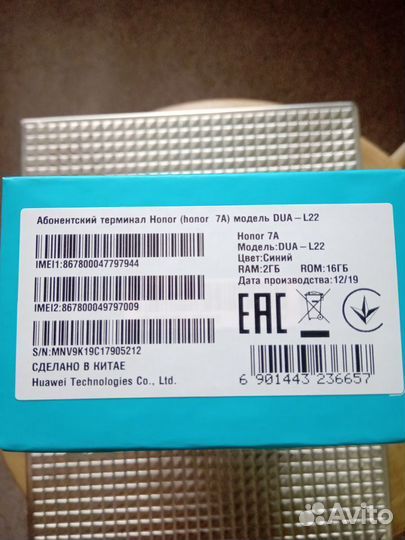 Абонентский терминал Honor (honor 7A) модель DUA-L22
IMEI1:867800047797944
IMEI2:867800049797009
S/N:MNV9K19C17905212
СДЕЛАНО В КИТАЕ
Huawei Technologies Co., Ltd.
Honor 7A
Модель:DUA-L22
Цвет:Синий
RAM:2ГБ ROM:16ГБ
Дата производства:12/19
EAC
6 901443 236657
Avito